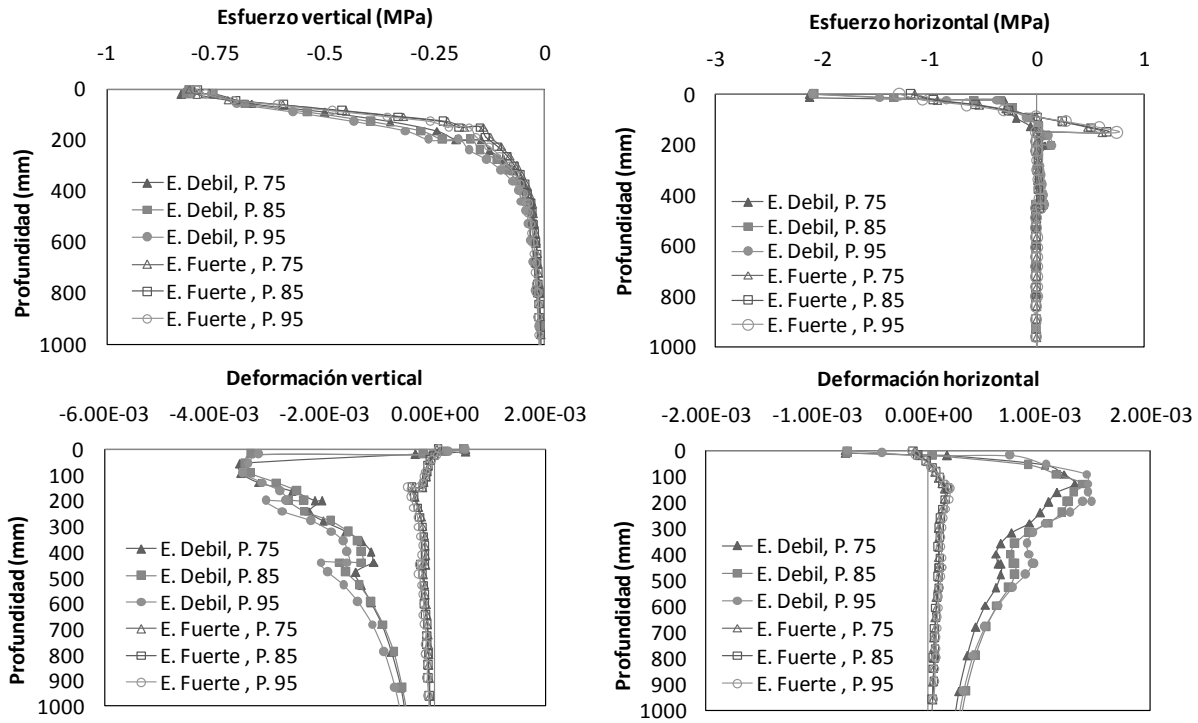 Esfuerzo vertical (MPa)
-1 -0.75 -0.5 -0.25 0
Profundidad (mm)
0
200
400
600
800
1000
E. Debil, P. 75
E. Debil, P. 85
E. Debil, P. 95
E. Fuerte , P. 75
E. Fuerte , P. 85
E. Fuerte , P. 95
Esfuerzo horizontal (MPa)
-3 -2 -1 0 1
Profundidad (mm)
0
200
400
600
800
1000
E. Debil, P. 75
E. Debil, P. 85
E. Debil, P. 95
E. Fuerte , P. 75
E. Fuerte , P. 85
E. Fuerte , P. 95
Deformación vertical
-6.00E-03 -4.00E-03 -2.00E-03 0.00E+00 2.00E-03
Profundidad (mm)
0
100
200
300
400
500
600
700
800
900
1000
E. Debil, P. 75
E. Debil, P. 85
E. Debil, P. 95
E. Fuerte , P. 75
E. Fuerte , P. 85
E. Fuerte , P. 95
Deformación horizontal
-2.00E-03 0.00E+00 1.00E-03 2.00E-03
Profundidad (mm)
0
100
200
300
400
500
600
700
800
900
1000
E. Debil, P. 75
E. Debil, P. 85
E. Debil, P. 95
E. Fuerte , P. 75
E. Fuerte , P. 85
E. Fuerte , P. 95